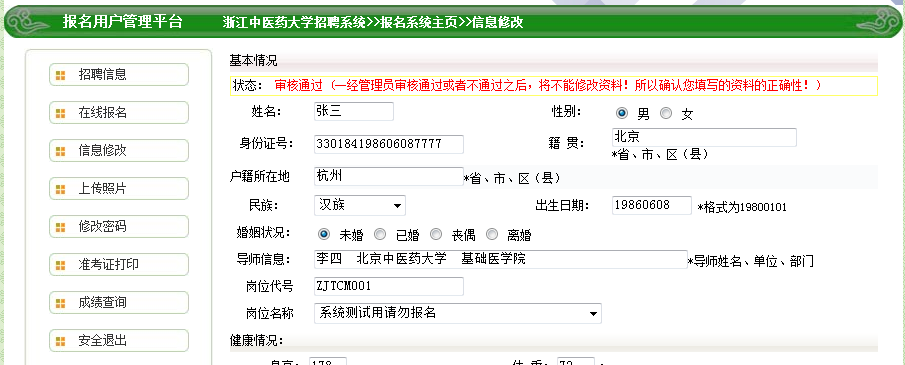 报名用户管理平台
浙江中医药大学招聘系统>>报名系统主页>>信息修改
招聘信息
在线报名
信息修改
上传照片
修改密码
准考证打印
成绩查询
安全退出
基本情况
状态： 审核通过（一经管理员审核通过或者不通过之后，将不能修改资料！所以确认您填写的资料的正确性！）
姓名： 张三 性别： 男 女
身份证号： 330184198606087777 籍 贯： 北京 *省、市、区（县）
户籍所在地 杭州 *省、市、区（县）
民族： 汉族 出生日期： 19860608 *格式为19800101
婚姻状况： 未婚 已婚 丧偶 离婚
导师信息： 李四 北京中医药大学 基础医学院 *导师姓名、单位、部门
岗位代号 ZJTCM001
岗位名称 系统测试用请勿报名
健康情况：